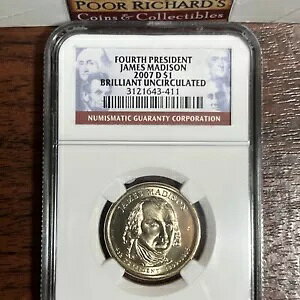 POOR RICHARD'S
Coins & Collectibles
FOURTH PRESIDENT
JAMES MADISON
2007 D $1
BRILLIANT UNCIRCULATED
3121643-411
NUMISMATIC GUARANTY CORPORATION
JAMES MADISON
PRESIDENT